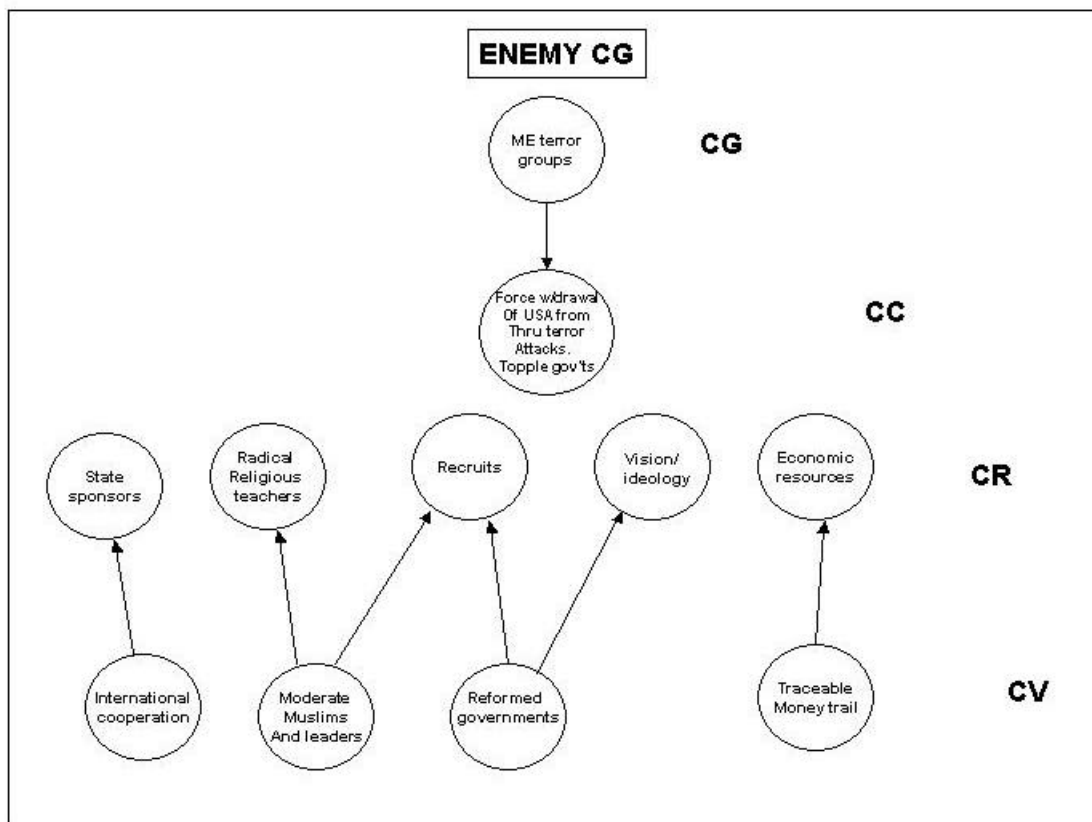 ENEMY CG
ME terror
groups
CG
Force w/drawal
Of USA from
Thru terror
Attacks.
Topple gov'ts
CC
State
sponsors
Radical
Religious
teachers
Recruits
Vision/
ideology
Economic
resources
CR
International
cooperation
Moderate
Muslims
And leaders
Reformed
governments
Traceable
Money trail
CV